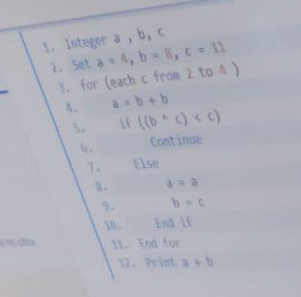 1. Integer a , b, c
2. Set a = 4, b = 8, c = 11
3. for (each c from 2 to 4 )
4. a = b + b
5. if ((b ^ c) < c)
6. Continue
7. Else
8. a = a
9. b = c
10. End if
11. End for
12. Print a + b